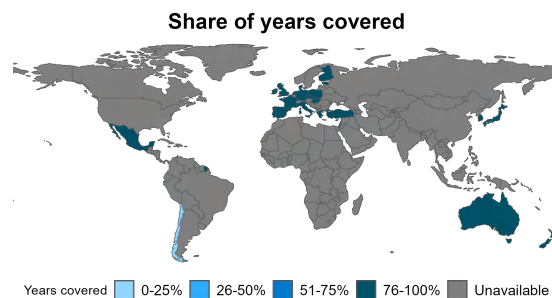 Share of years covered
Years covered 0-25% 26-50% 51-75% 76-100% Unavailable